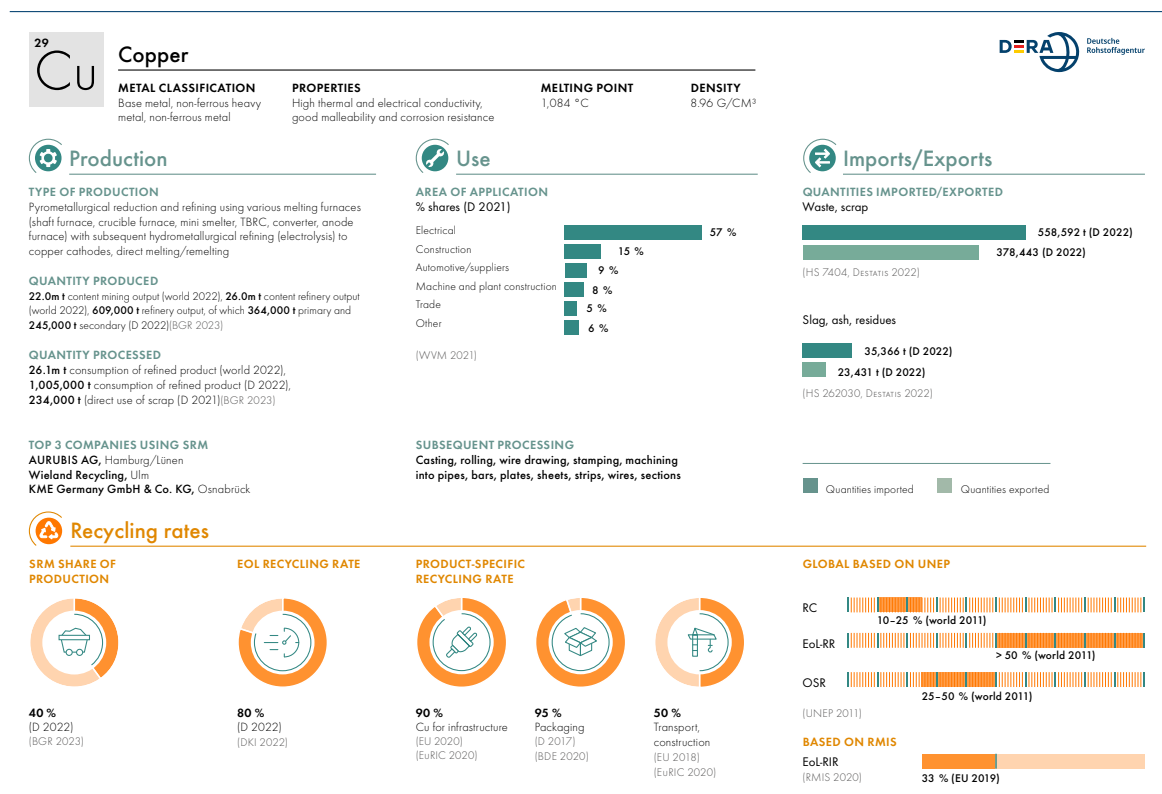 29
Cu
Copper
DERA Deutsche
Rohstoffagentur
METAL CLASSIFICATION
Base metal, non-ferrous heavy
metal, non-ferrous metal
PROPERTIES
High thermal and electrical conductivity,
good malleability and corrosion resistance
MELTING POINT
1,084 °C
DENSITY
8.96 G/CM³
Production
TYPE OF PRODUCTION
Pyrometallurgical reduction and refining using various melting furnaces
(shaft furnace, crucible furnace, mini smelter, TBRC, converter, anode
furnace) with subsequent hydrometallurgical refining (electrolysis) to
copper cathodes, direct melting/remelting
QUANTITY PRODUCED
22.0m t content mining output (world 2022), 26.0m t content refinery output
(world 2022), 609,000 t refinery output, of which 364,000 t primary and
245,000 t secondary (D 2022)(BGR 2023)
QUANTITY PROCESSED
26.1m t consumption of refined product (world 2022),
1,005,000 t consumption of refined product (D 2022),
234,000 t (direct use of scrap (D 2021)(BGR 2023)
TOP 3 COMPANIES USING SRM
AURUBIS AG, Hamburg/Lünen
Wieland Recycling, Ulm
KME Germany GmbH & Co. KG, Osnabrück
Use
AREA OF APPLICATION
% shares (D 2021)
Electrical 57 %
Construction 15 %
Automotive/suppliers 9 %
Machine and plant construction 8 %
Trade 5 %
Other 6 %
(WVM 2021)
SUBSEQUENT PROCESSING
Casting, rolling, wire drawing, stamping, machining
into pipes, bars, plates, sheets, strips, wires, sections
Imports/Exports
QUANTITIES IMPORTED/EXPORTED
Waste, scrap
558,592 t (D 2022)
378,443 (D 2022)
(HS 7404, Destatis 2022)
Slag, ash, residues
35,366 t (D 2022)
23,431 t (D 2022)
(HS 262030, Destatis 2022)
Quantities imported Quantities exported
Recycling rates
SRM SHARE OF
PRODUCTION
40 %
(D 2022)
(BGR 2023)
EOL RECYCLING RATE
80 %
(D 2022)
(DKI 2022)
PRODUCT-SPECIFIC
RECYCLING RATE
90 %
Cu for infrastructure
(EU 2020)
(EuRIC 2020)
95 %
Packaging
(D 2017)
(BDE 2020)
50 %
Transport,
construction
(EU 2018)
(EuRIC 2020)
GLOBAL BASED ON UNEP
RC
10–25 % (world 2011)
EoL-RR
> 50 % (world 2011)
OSR
25–50 % (world 2011)
(UNEP 2011)
BASED ON RMIS
EoL-RIR
(RMIS 2020)
33 % (EU 2019)